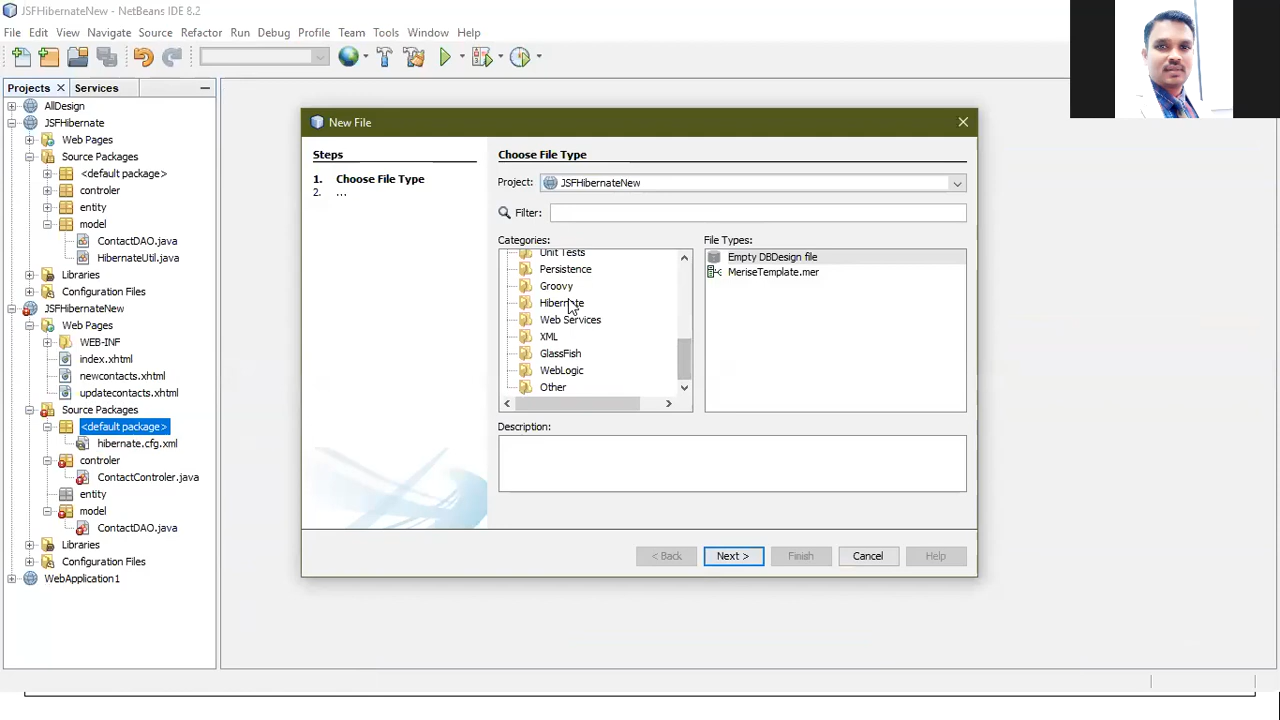 JSFHibernateNew - NetBeans IDE 8.2
File Edit View Navigate Source Refactor Run Debug Profile Team Tools Window Help
Projects Services
AllDesign
JSFHibernate
Web Pages
Source Packages
<default package>
controler
entity
model
ContactDAO.java
HibernateUtil.java
Libraries
Configuration Files
JSFHibernateNew
Web Pages
WEB-INF
index.xhtml
newcontacts.xhtml
updatecontacts.xhtml
Source Packages
<default package>
hibernate.cfg.xml
controler
ContactControler.java
entity
model
ContactDAO.java
Libraries
Configuration Files
WebApplication1
New File
Steps
1. Choose File Type
2. ...
Choose File Type
Project: JSFHibernateNew
Filter:
Categories:
Unit Tests
Persistence
Groovy
Hibernate
Web Services
XML
GlassFish
WebLogic
Other
File Types:
Empty DBDesign file
MeriseTemplate.mer
Description:
< Back Next > Finish Cancel Help